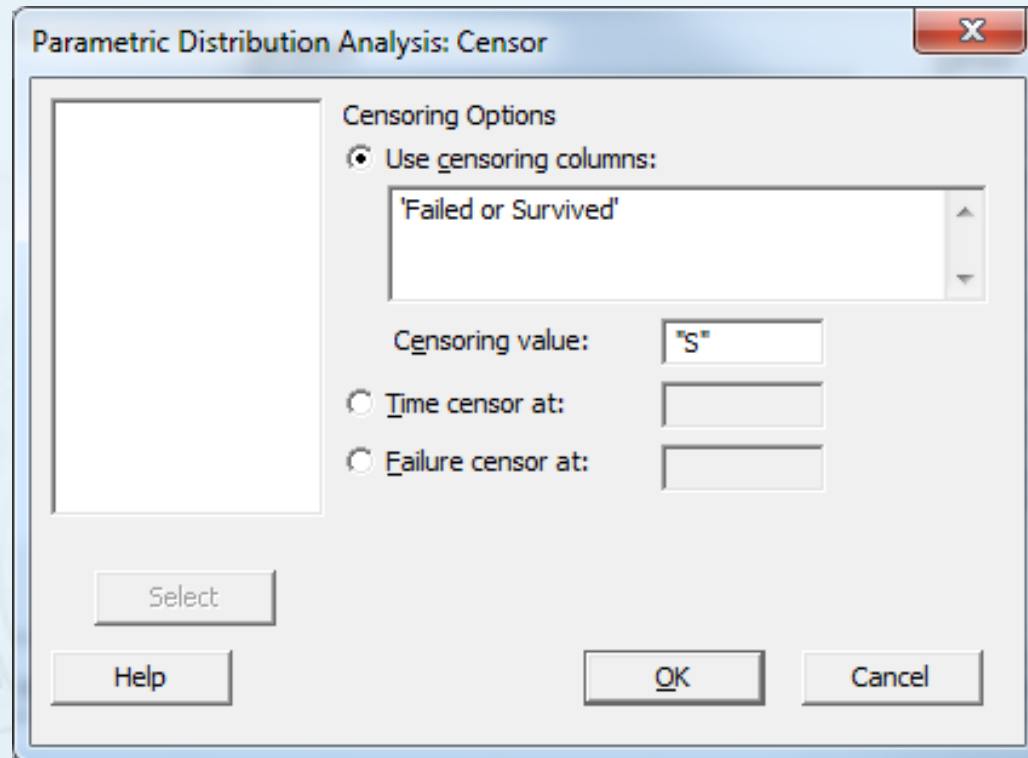 Parametric Distribution Analysis: Censor
Censoring Options
Use censoring columns:
'Failed or Survived'
Censoring value:
"S"
Time censor at:
Failure censor at:
Select
Help
OK
Cancel